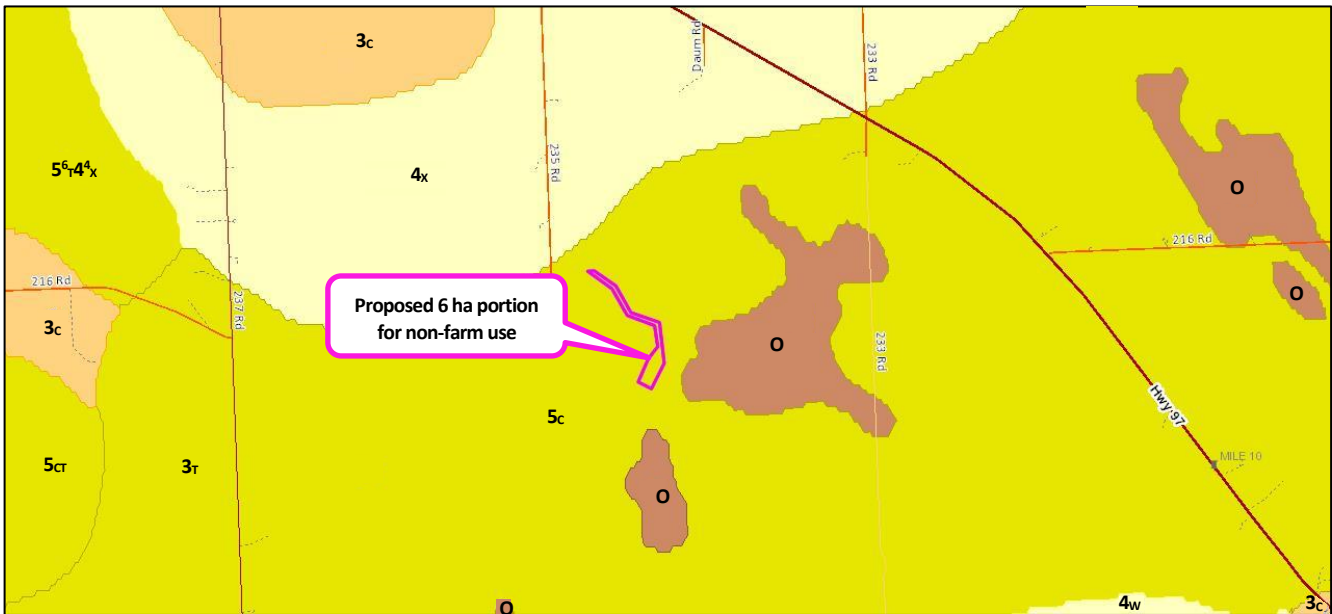 3C
Daum Rd
233 Rd
5⁶T4⁴X
4X
235 Rd
O
216 Rd
216 Rd
237 Rd
Proposed 6 ha portion
for non-farm use
O
3C
O
233 Rd
Hwy 97
5C
5CT
3T
MILE 10
O
O
4W
3C